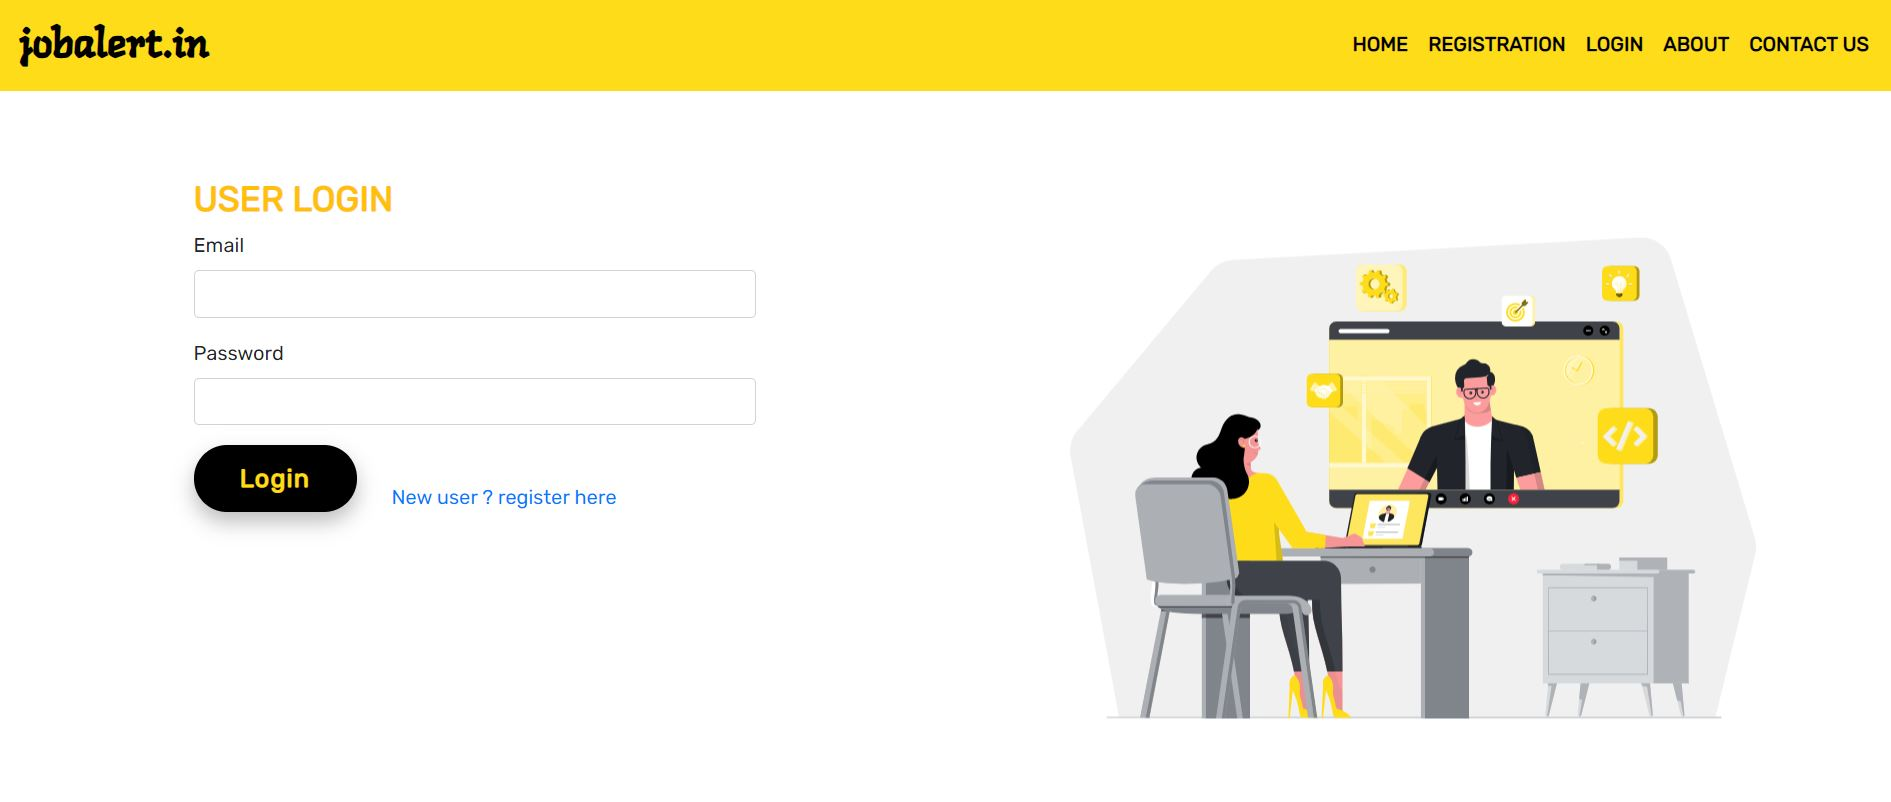 jobalert.in
HOME REGISTRATION LOGIN ABOUT CONTACT US
USER LOGIN
Email
Password
Login
New user ? register here